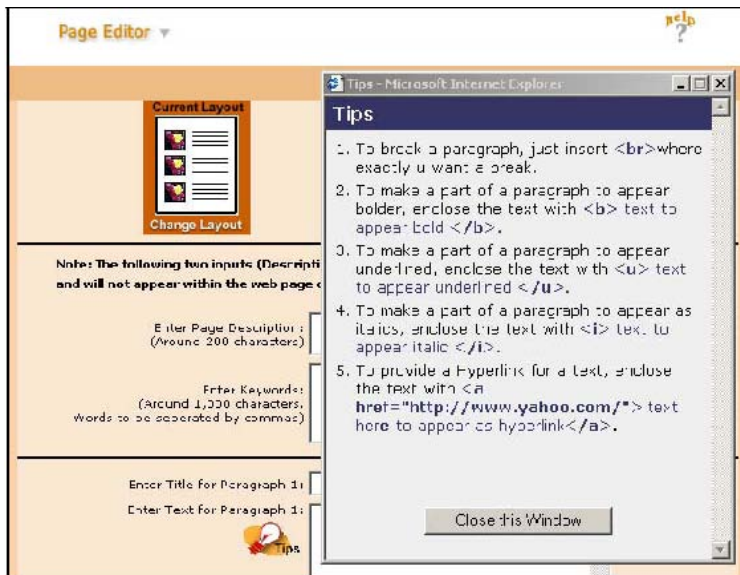 Page Editor
help
?
Current Layout
Change Layout
Note: The following two inputs (Descripti
and will not appear within the web page
Enter Page Description:
(Around 200 characters)
Enter Keywords:
(Around 1,000 characters.
Words to be seperated by commas)
Enter Title for Paragraph 1:
Enter Text for Paragraph 1:
Tips
Tips - Microsoft Internet Explorer
Tips
1. To break a paragraph, just insert <br>where
exactly u want a break.
2. To make a part of a paragraph to appear
bolder, enclose the text with <b> text to
appear bold </b>.
3. To make a part of a paragraph to appear
underlined, enclose the text with <u> text
to appear underlined </u>.
4. To make a part of a paragraph to appear as
italics, enclose the text with <i> text to
appear italic </i>.
5. To provide a Hyperlink for a text, enclose
the text with <a
href="http://www.yahoo.com/"> text
here to appear as hyperlink</a>.
Close this Window